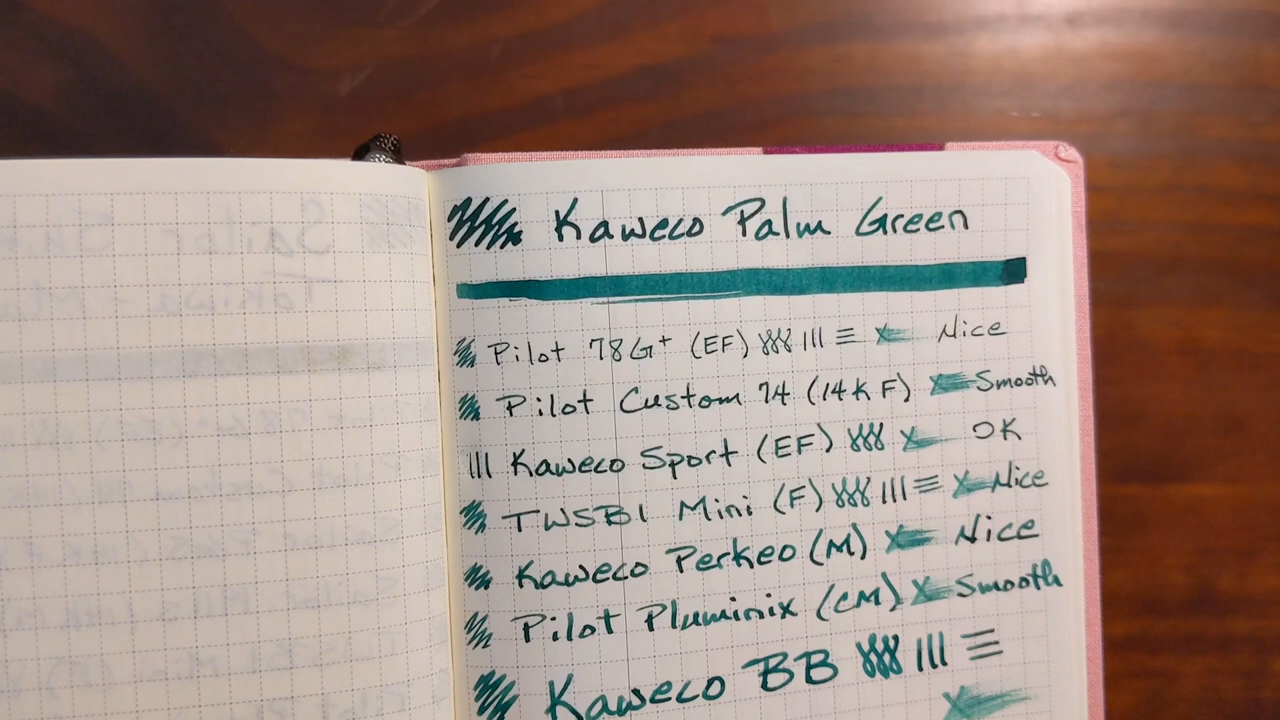 Kaweco Palm Green
Pilot 78G+ (EF) Nice
Pilot Custom 74 (14K F) Smooth
Kaweco Sport (EF) OK
TWSBI Mini (F) Nice
Kaweco Perkeo (M) Nice
Pilot Pluminix (CM) Smooth
Kaweco BB